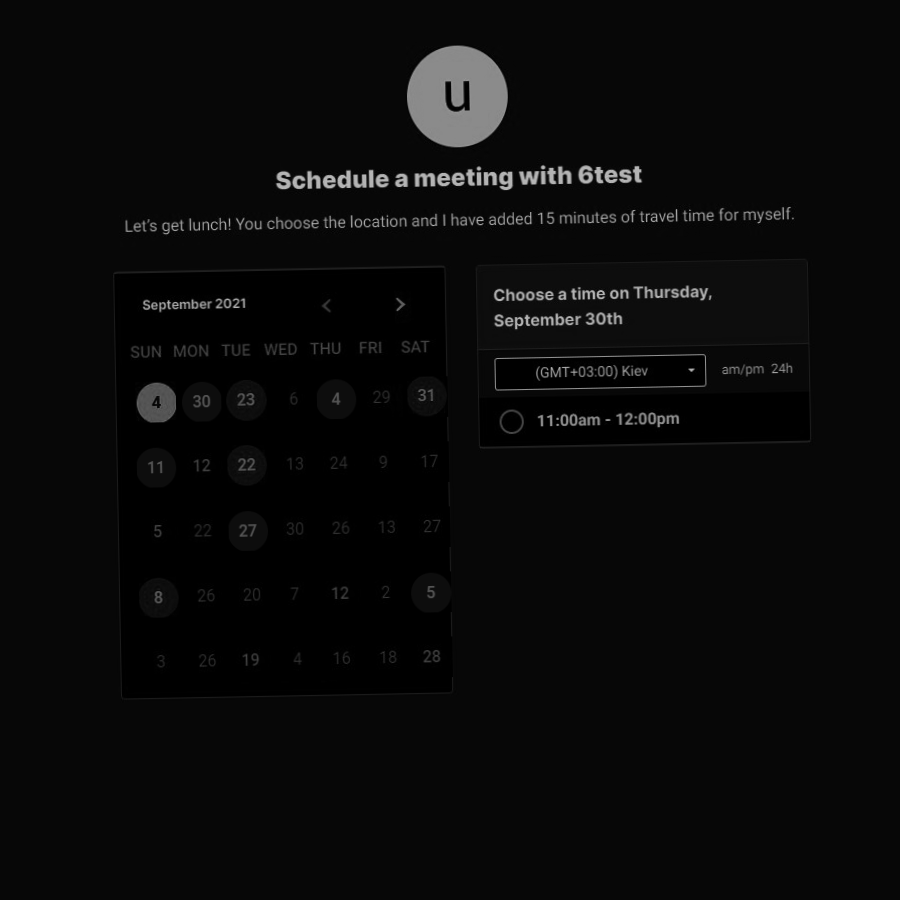 u
Schedule a meeting with 6test
Let's get lunch! You choose the location and I have added 15 minutes of travel time for myself.
September 2021
SUN MON TUE WED THU FRI SAT
4 30 23 6 4 29 31
11 12 22 13 24 9 17
5 22 27 30 26 13 27
8 26 20 7 12 2 5
3 26 19 4 16 18 28
Choose a time on Thursday,
September 30th
(GMT+03:00) Kiev
am/pm 24h
11:00am - 12:00pm